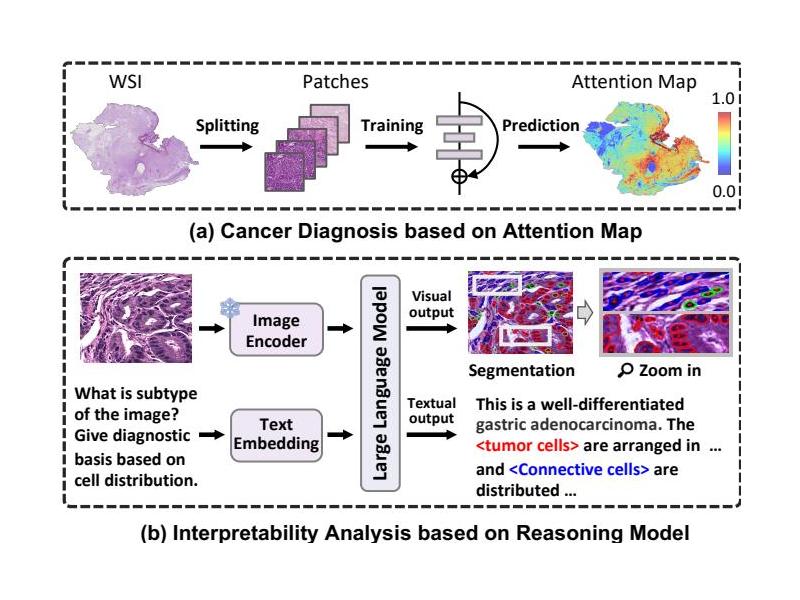 WSI
Patches
Attention Map
Splitting
Training
Prediction
1.0
0.0
(a) Cancer Diagnosis based on Attention Map
Image
Encoder
Large Language Model
Visual
output
Segmentation
Zoom in
What is subtype
of the image?
Give diagnostic
basis based on
cell distribution.
Text
Embedding
Textual
output
This is a well-differentiated
gastric adenocarcinoma. The
<tumor cells> are arranged in ...
and <Connective cells> are
distributed ...
(b) Interpretability Analysis based on Reasoning Model